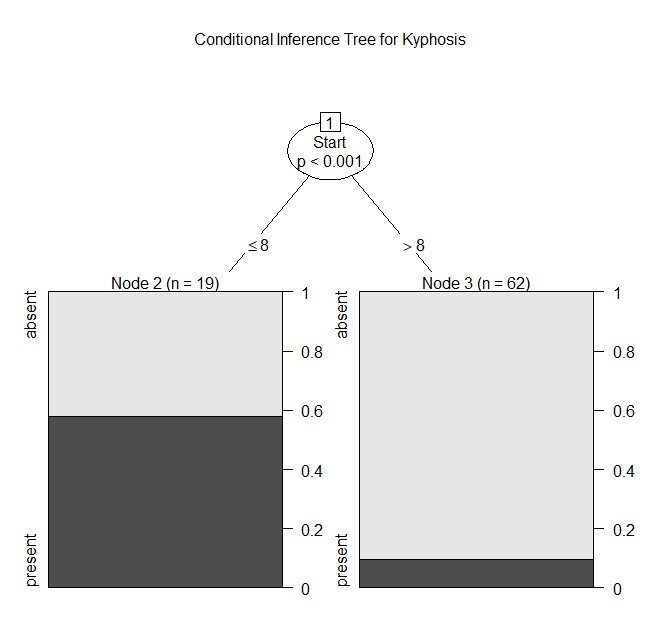 Conditional Inference Tree for Kyphosis
1
Start
p < 0.001
≤ 8
> 8
Node 2 (n = 19)
absent
present
1
0.8
0.6
0.4
0.2
0
Node 3 (n = 62)
absent
present
1
0.8
0.6
0.4
0.2
0